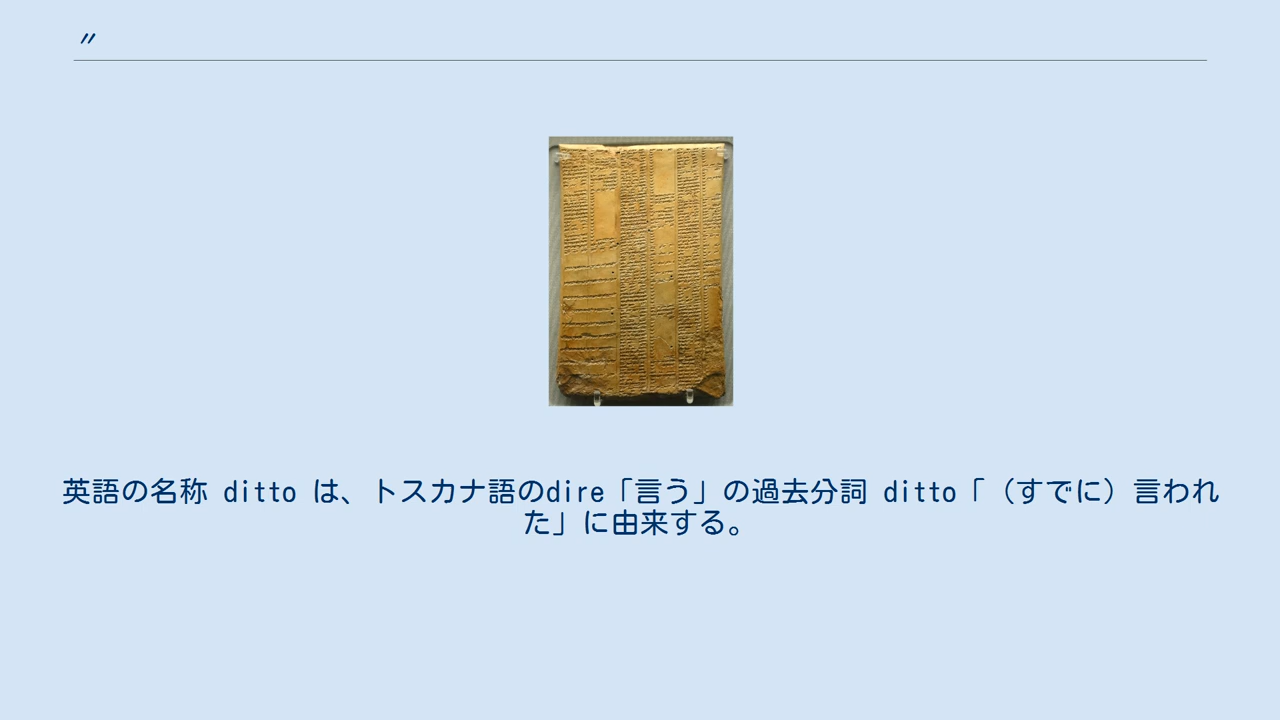 〃
英語の名称 ditto は、トスカナ語のdire「言う」の過去分詞 ditto「（すでに）言われ
た」に由来する。